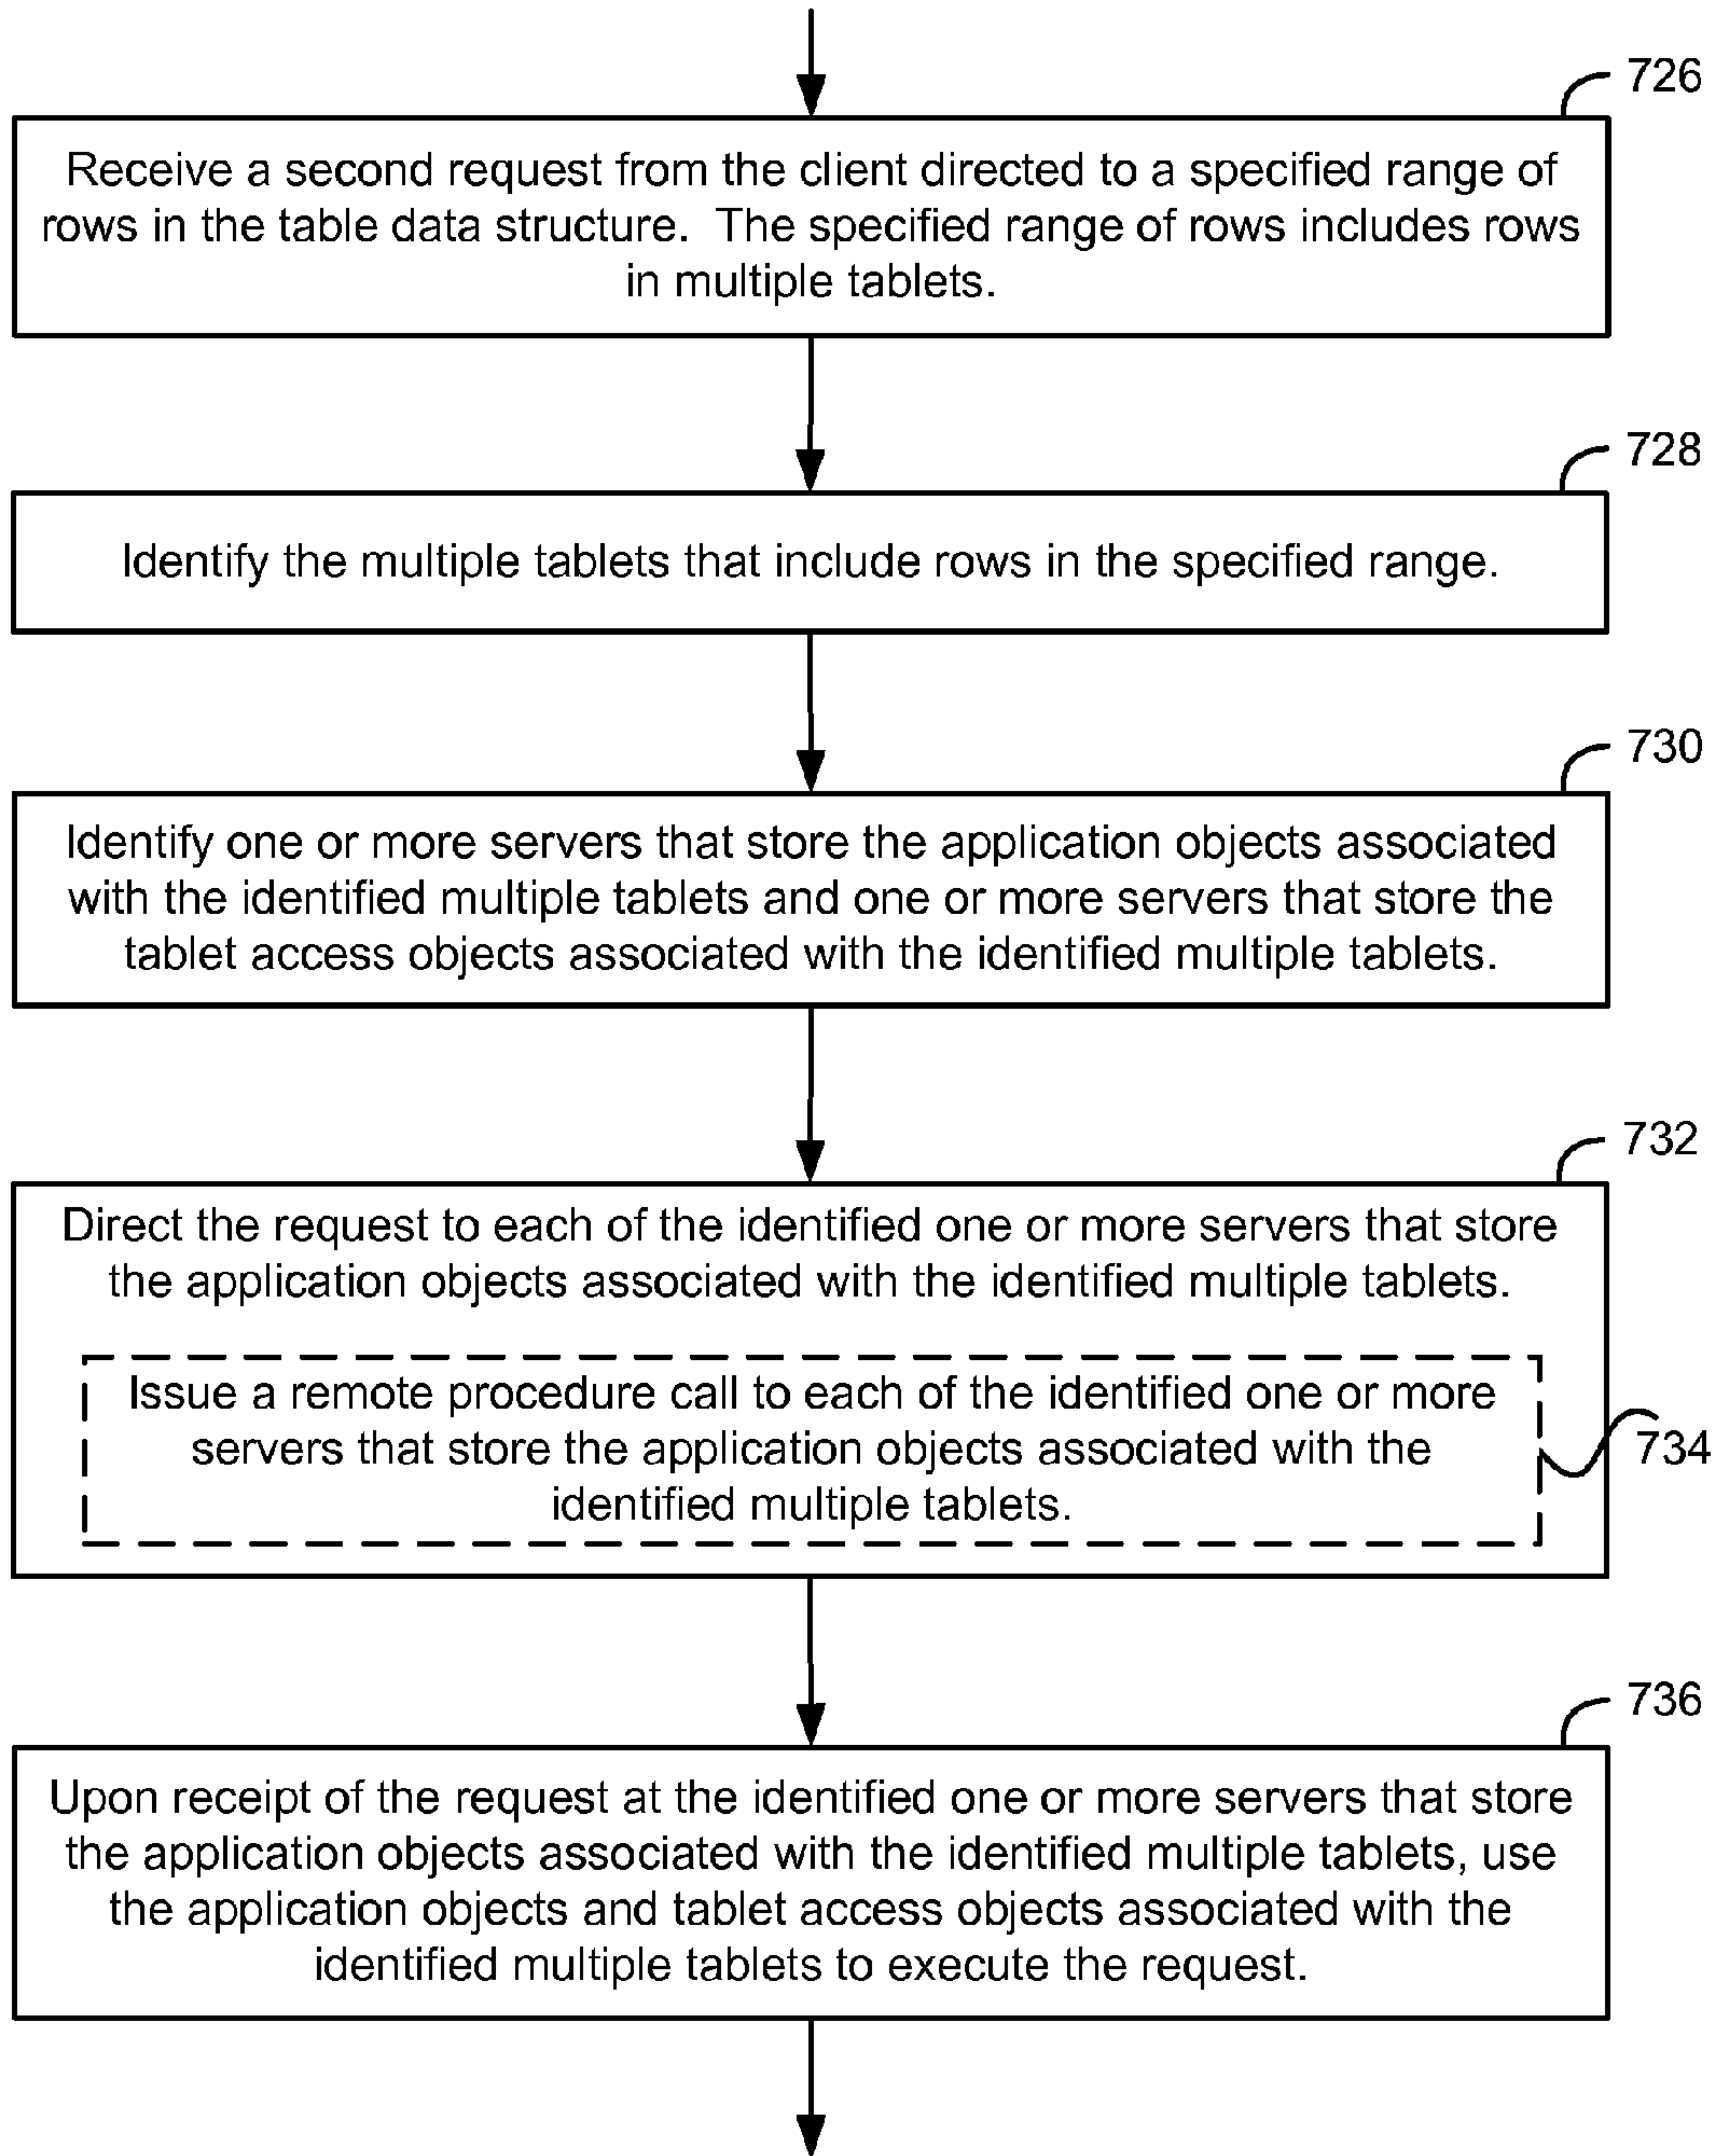 726
Receive a second request from the client directed to a specified range of
rows in the table data structure.  The specified range of rows includes rows
in multiple tablets.
728
Identify the multiple tablets that include rows in the specified range.
730
Identify one or more servers that store the application objects associated
with the identified multiple tablets and one or more servers that store the
tablet access objects associated with the identified multiple tablets.
732
Direct the request to each of the identified one or more servers that store
the application objects associated with the identified multiple tablets.
Issue a remote procedure call to each of the identified one or more
servers that store the application objects associated with the
identified multiple tablets.
734
736
Upon receipt of the request at the identified one or more servers that store
the application objects associated with the identified multiple tablets, use
the application objects and tablet access objects associated with the
identified multiple tablets to execute the request.